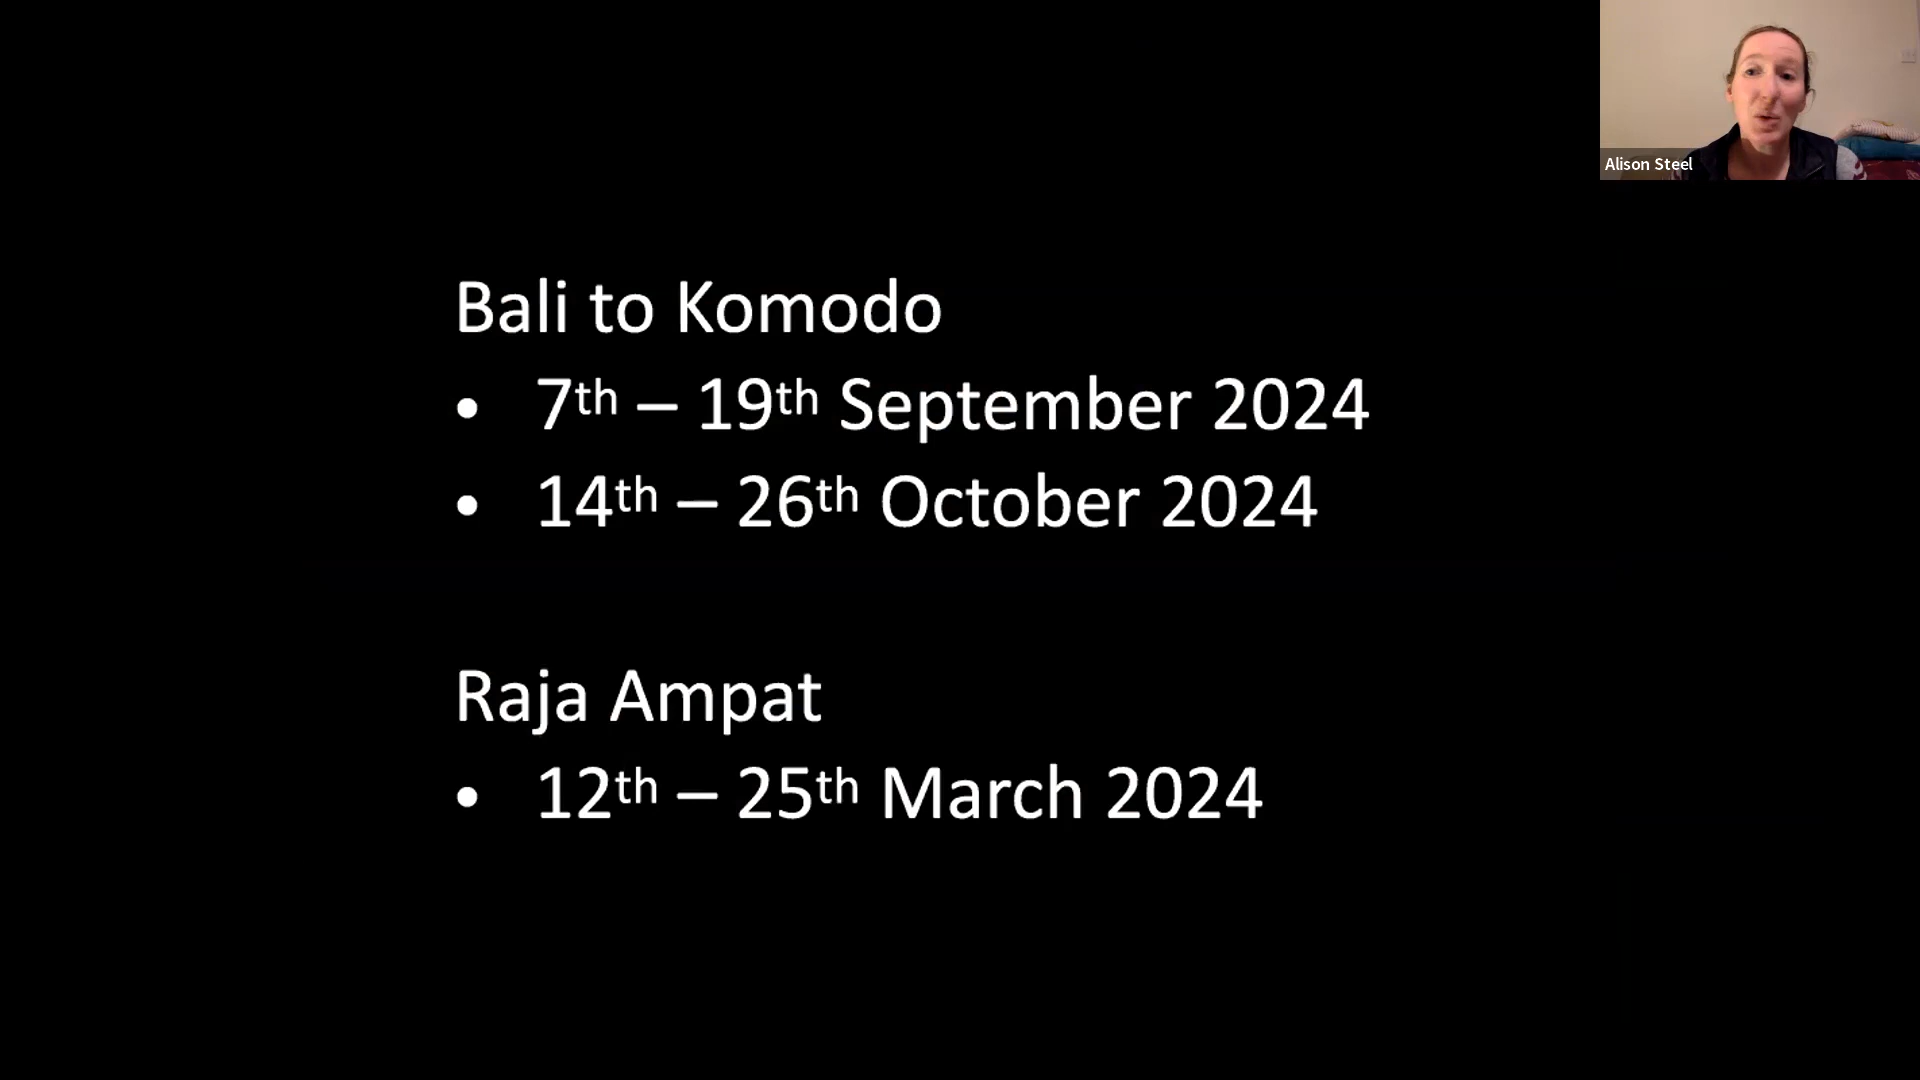 Alison Steel
Bali to Komodo
• 7th – 19th September 2024
• 14th – 26th October 2024
Raja Ampat
• 12th – 25th March 2024